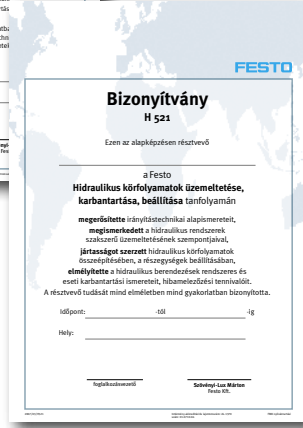 FESTO
Bizonyítvány
H 521
Ezen az alapképzésen résztvevő
a Festo
Hidraulikus körfolyamatok üzemeltetése,
karbantartása, beállítása tanfolyamán
megerősítette irányítástechnikai alapismereteit,
megismerkedett a hidraulikus rendszerek
szakszerű üzemeltetésének szempontjaival,
jártasságot szerzett hidraulikus körfolyamatok
összeépítésében, a részegységek beállításában,
elmélyítette a hidraulikus berendezések rendszeres és
eseti karbantartási ismereteit, hibamelezőzési tennivalóit.
A résztvevő tudását mind elméletben mind gyakorlatban bizonyította.
Időpont: -tól -ig
Hely:
foglalkozásvezető
Szövényi-Lux Márton
Festo Kft.